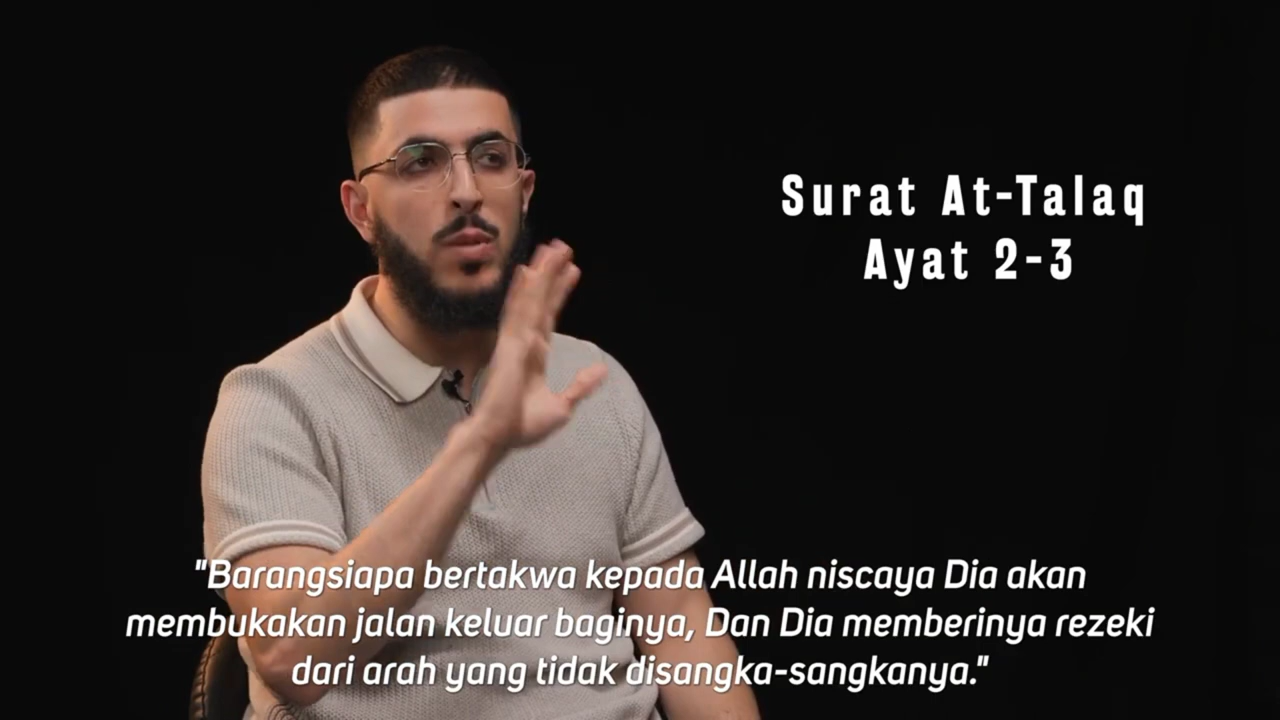 Surat At-Talaq
Ayat 2-3
"Barangsiapa bertakwa kepada Allah niscaya Dia akan
membukakan jalan keluar baginya, Dan Dia memberinya rezeki
dari arah yang tidak disangka-sangkanya."